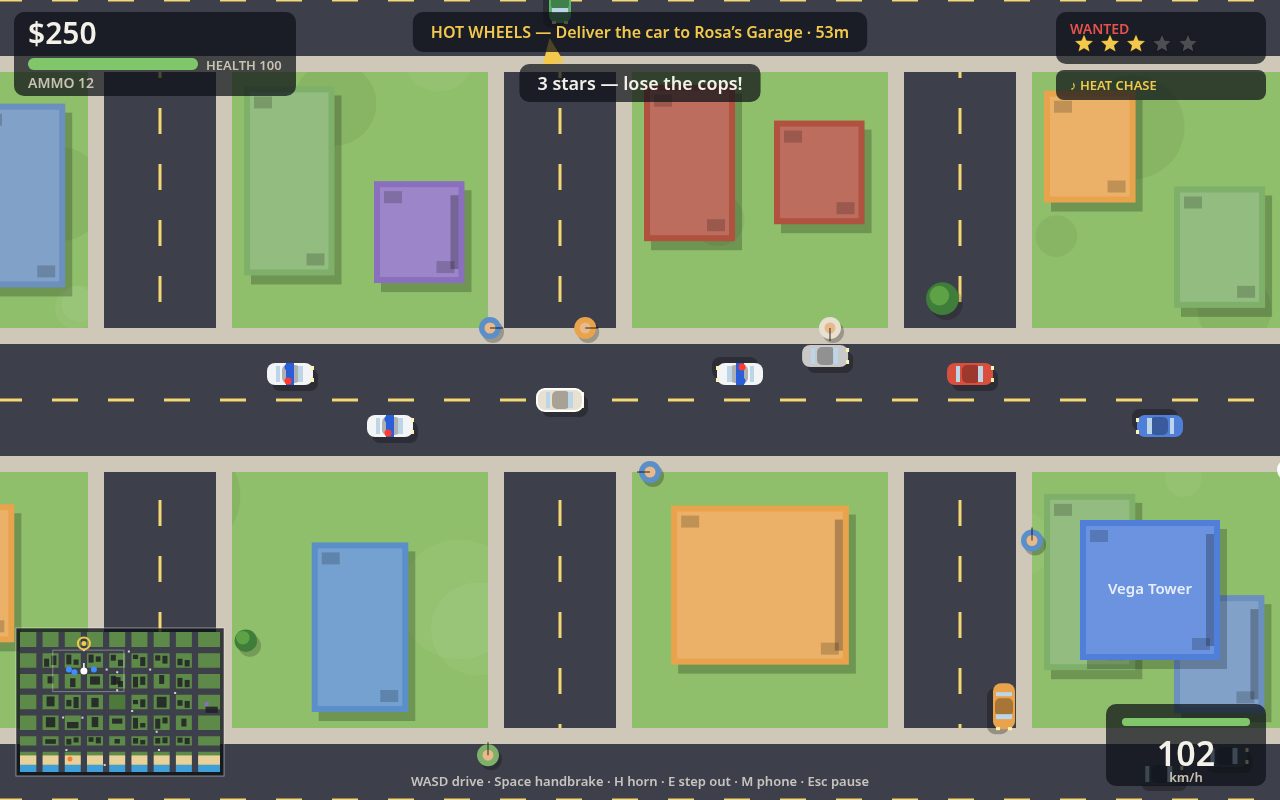 $250
HEALTH 100
AMMO 12
HOT WHEELS — Deliver the car to Rosa's Garage · 53m
3 stars — lose the cops!
WANTED
♪ HEAT CHASE
Vega Tower
102
km/h
WASD drive · Space handbrake · H horn · E step out · M phone · Esc pause